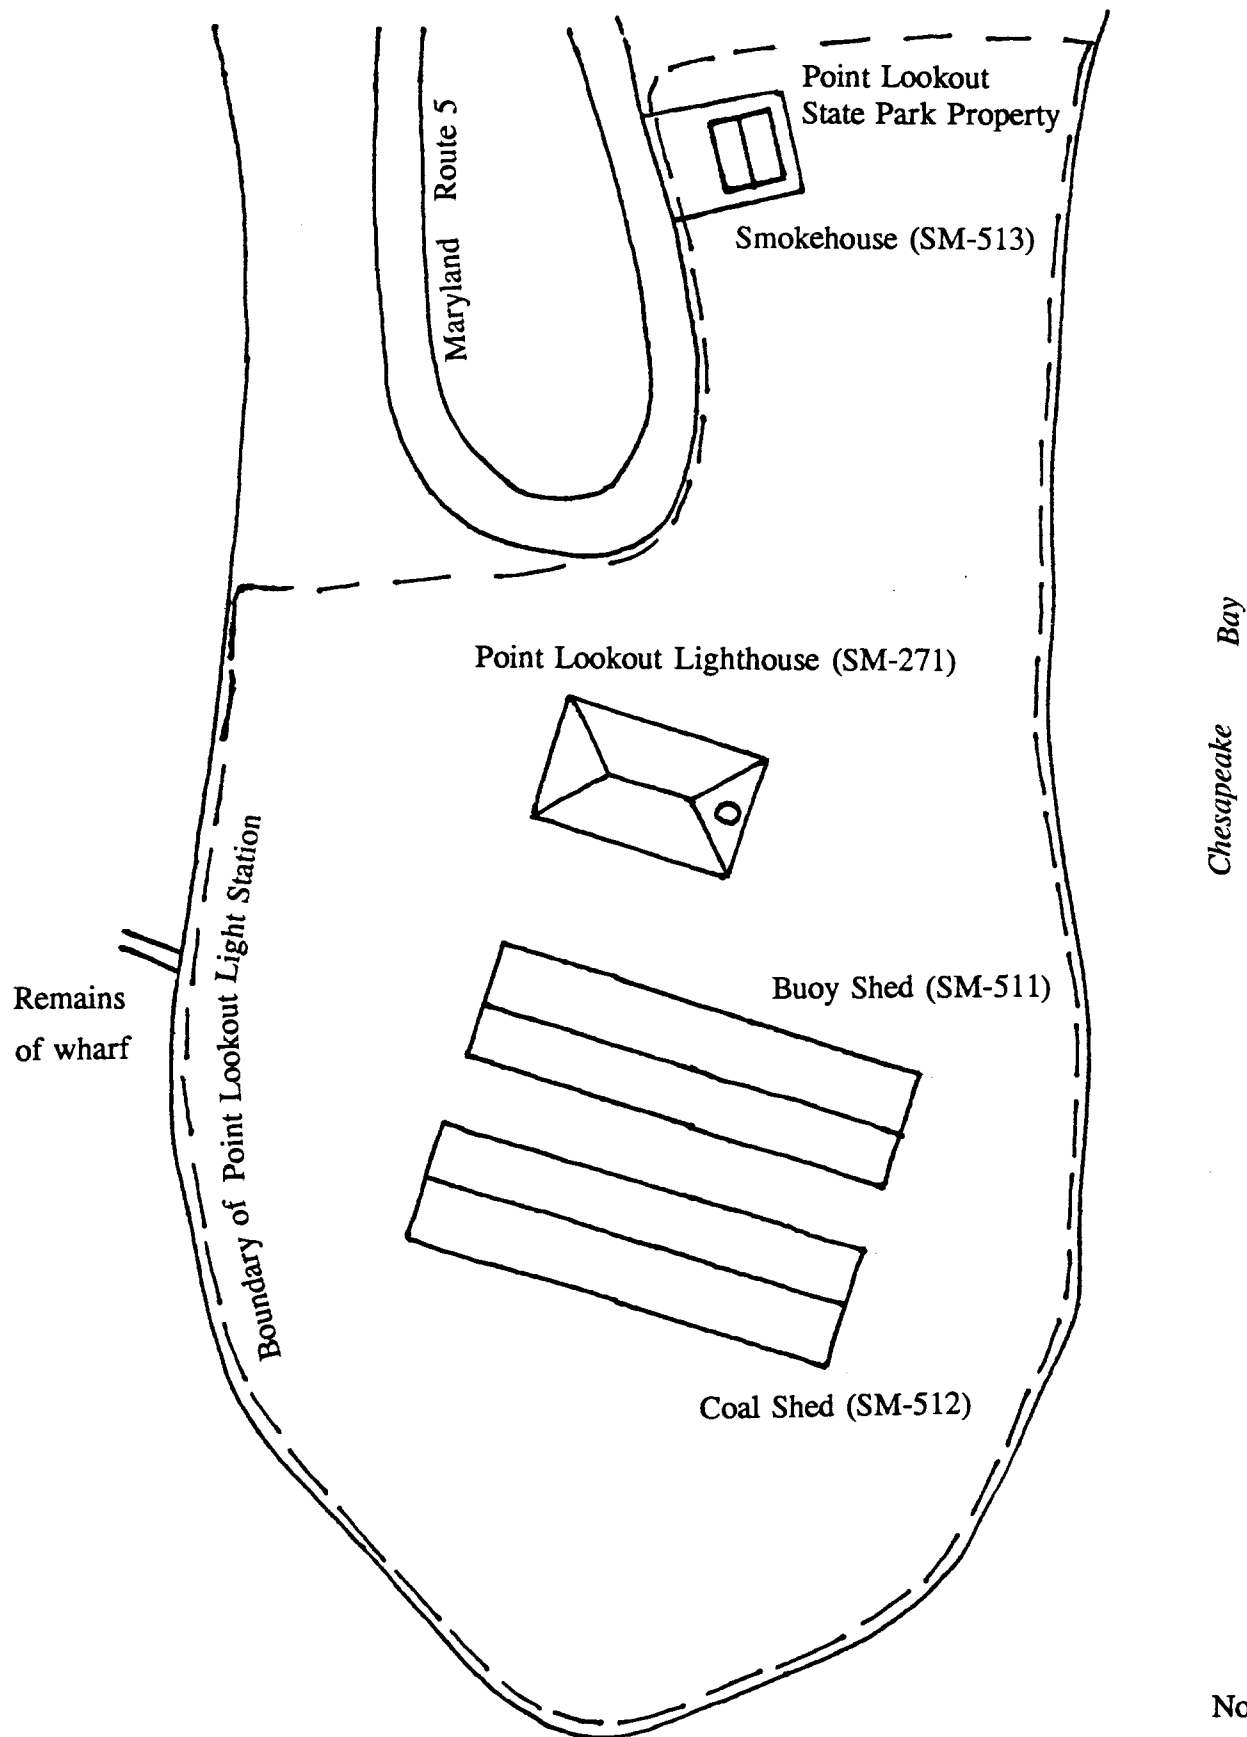 Point Lookout
State Park Property
Maryland Route 5
Smokehouse (SM-513)
Point Lookout Lighthouse (SM-271)
Chesapeake Bay
Boundary of Point Lookout Light Station
Buoy Shed (SM-511)
Remains
of wharf
Coal Shed (SM-512)
No